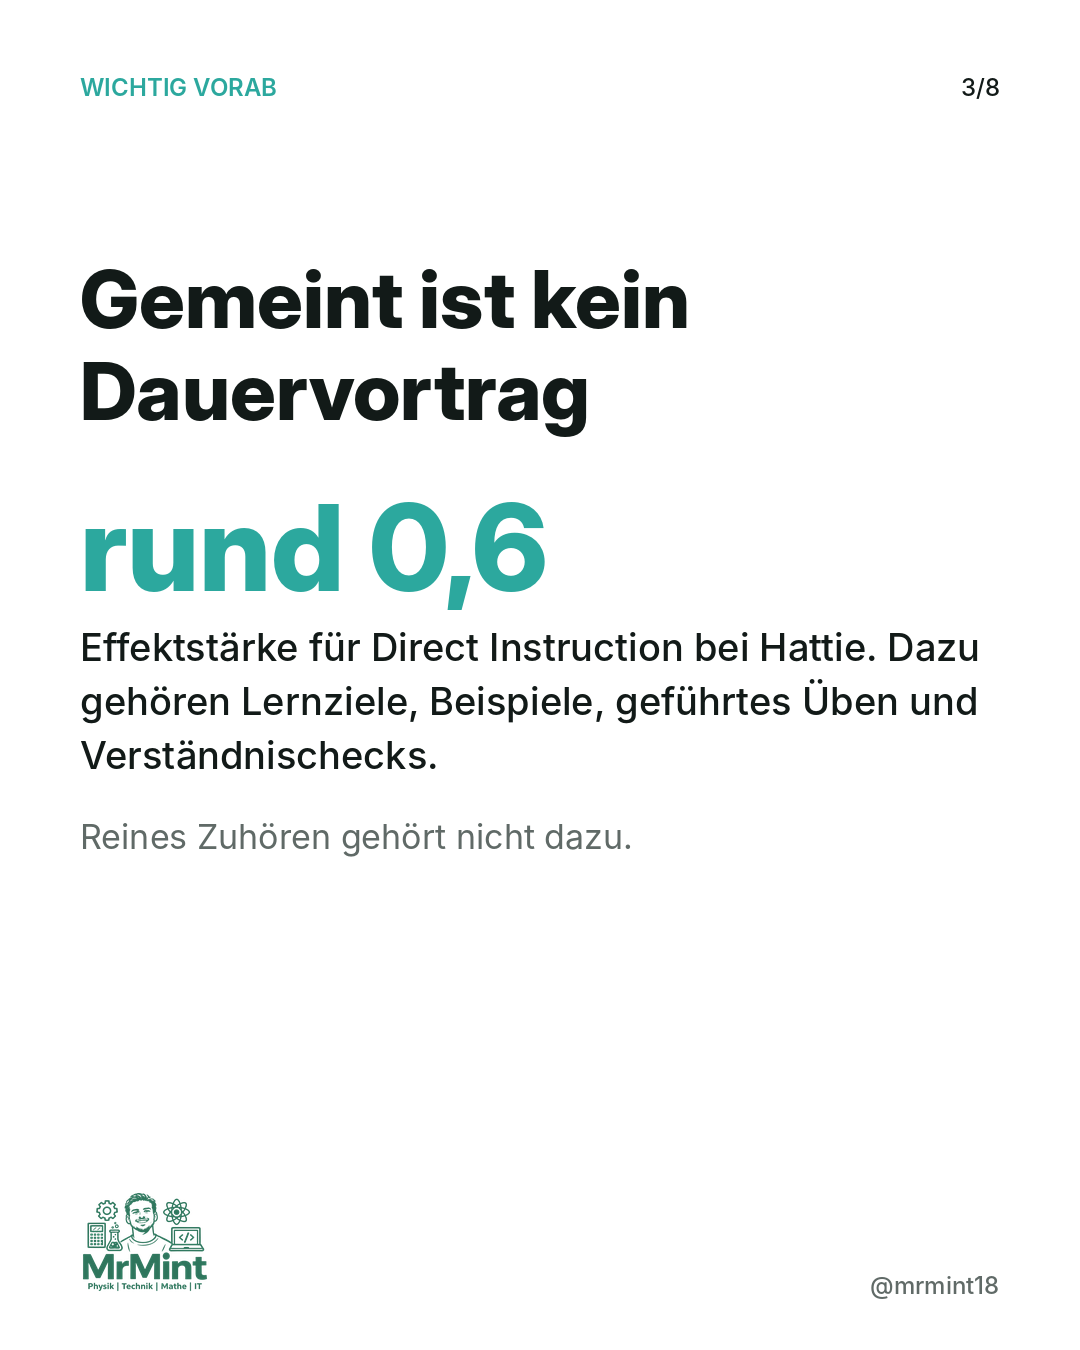 WICHTIG VORAB
3/8
Gemeint ist kein
Dauervortrag
rund 0,6
Effektstärke für Direct Instruction bei Hattie. Dazu
gehören Lernziele, Beispiele, geführtes Üben und
Verständnischecks.
Reines Zuhören gehört nicht dazu.
MrMint
Physik | Technik | Mathe | IT
@mrmint18